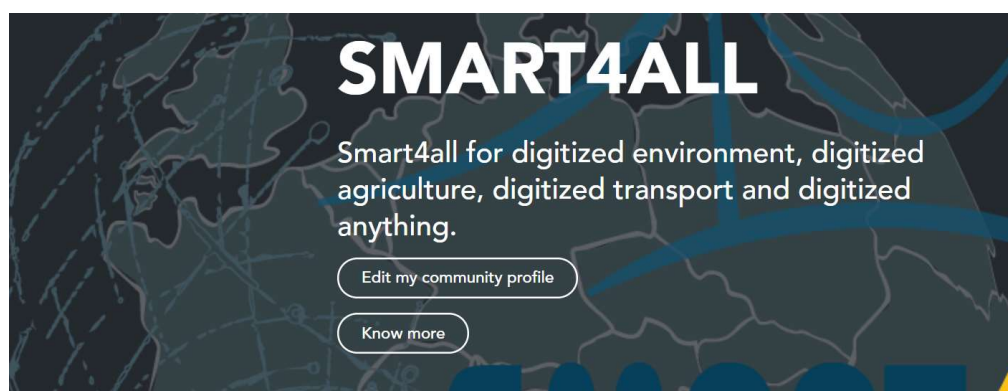 SMART4ALL
Smart4all for digitized environment, digitized
agriculture, digitized transport and digitized
anything.
Edit my community profile
Know more